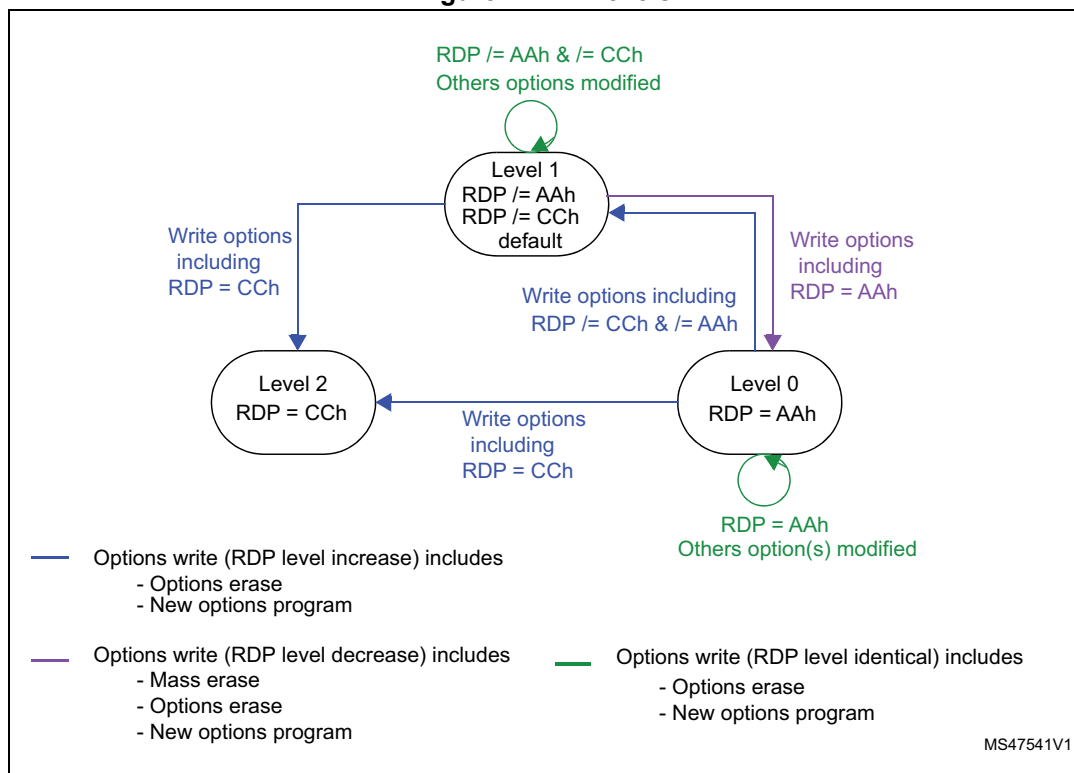 RDP /= AAh & /= CCh
Others options modified
Level 1
RDP /= AAh
RDP /= CCh
default
Write options
including
RDP = CCh
Write options
including
RDP = AAh
Write options including
RDP /= CCh & /= AAh
Level 2
RDP = CCh
Level 0
RDP = AAh
Write options
including
RDP = CCh
RDP = AAh
Others option(s) modified
Options write (RDP level increase) includes
- Options erase
- New options program
Options write (RDP level decrease) includes
- Mass erase
- Options erase
- New options program
Options write (RDP level identical) includes
- Options erase
- New options program
MS47541V1